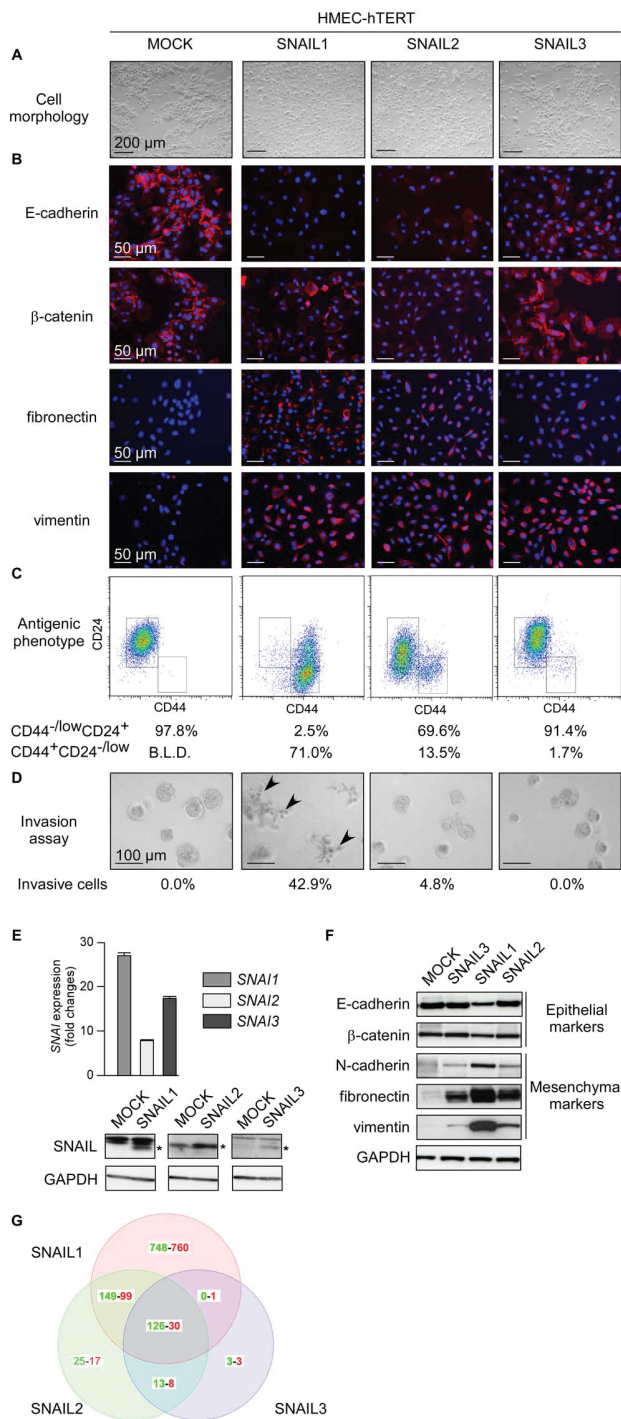 HMEC-hTERT
MOCK SNAIL1 SNAIL2 SNAIL3
A
Cell
morphology
200 µm
B
E-cadherin
50 µm
β-catenin
50 µm
fibronectin
50 µm
vimentin
50 µm
C
Antigenic
phenotype
CD24
CD44 CD44 CD44 CD44
CD44-/lowCD24+ 97.8% 2.5% 69.6% 91.4%
CD44+CD24-/low B.L.D. 71.0% 13.5% 1.7%
D
Invasion
assay
100 µm
Invasive cells 0.0% 42.9% 4.8% 0.0%
E
SNAI expression
(fold changes)
30
20
10
0
SNAI1
SNAI2
SNAI3
MOCK SNAIL1 MOCK SNAIL2 MOCK SNAIL3
SNAIL * * *
GAPDH
F
MOCK SNAIL3 SNAIL1 SNAIL2
E-cadherin
β-catenin
Epithelial
markers
N-cadherin
fibronectin
vimentin
Mesenchyma
markers
GAPDH
G
SNAIL1
748-760
149-99
0-1
126-30
25-17
3-3
13-8
SNAIL2
SNAIL3